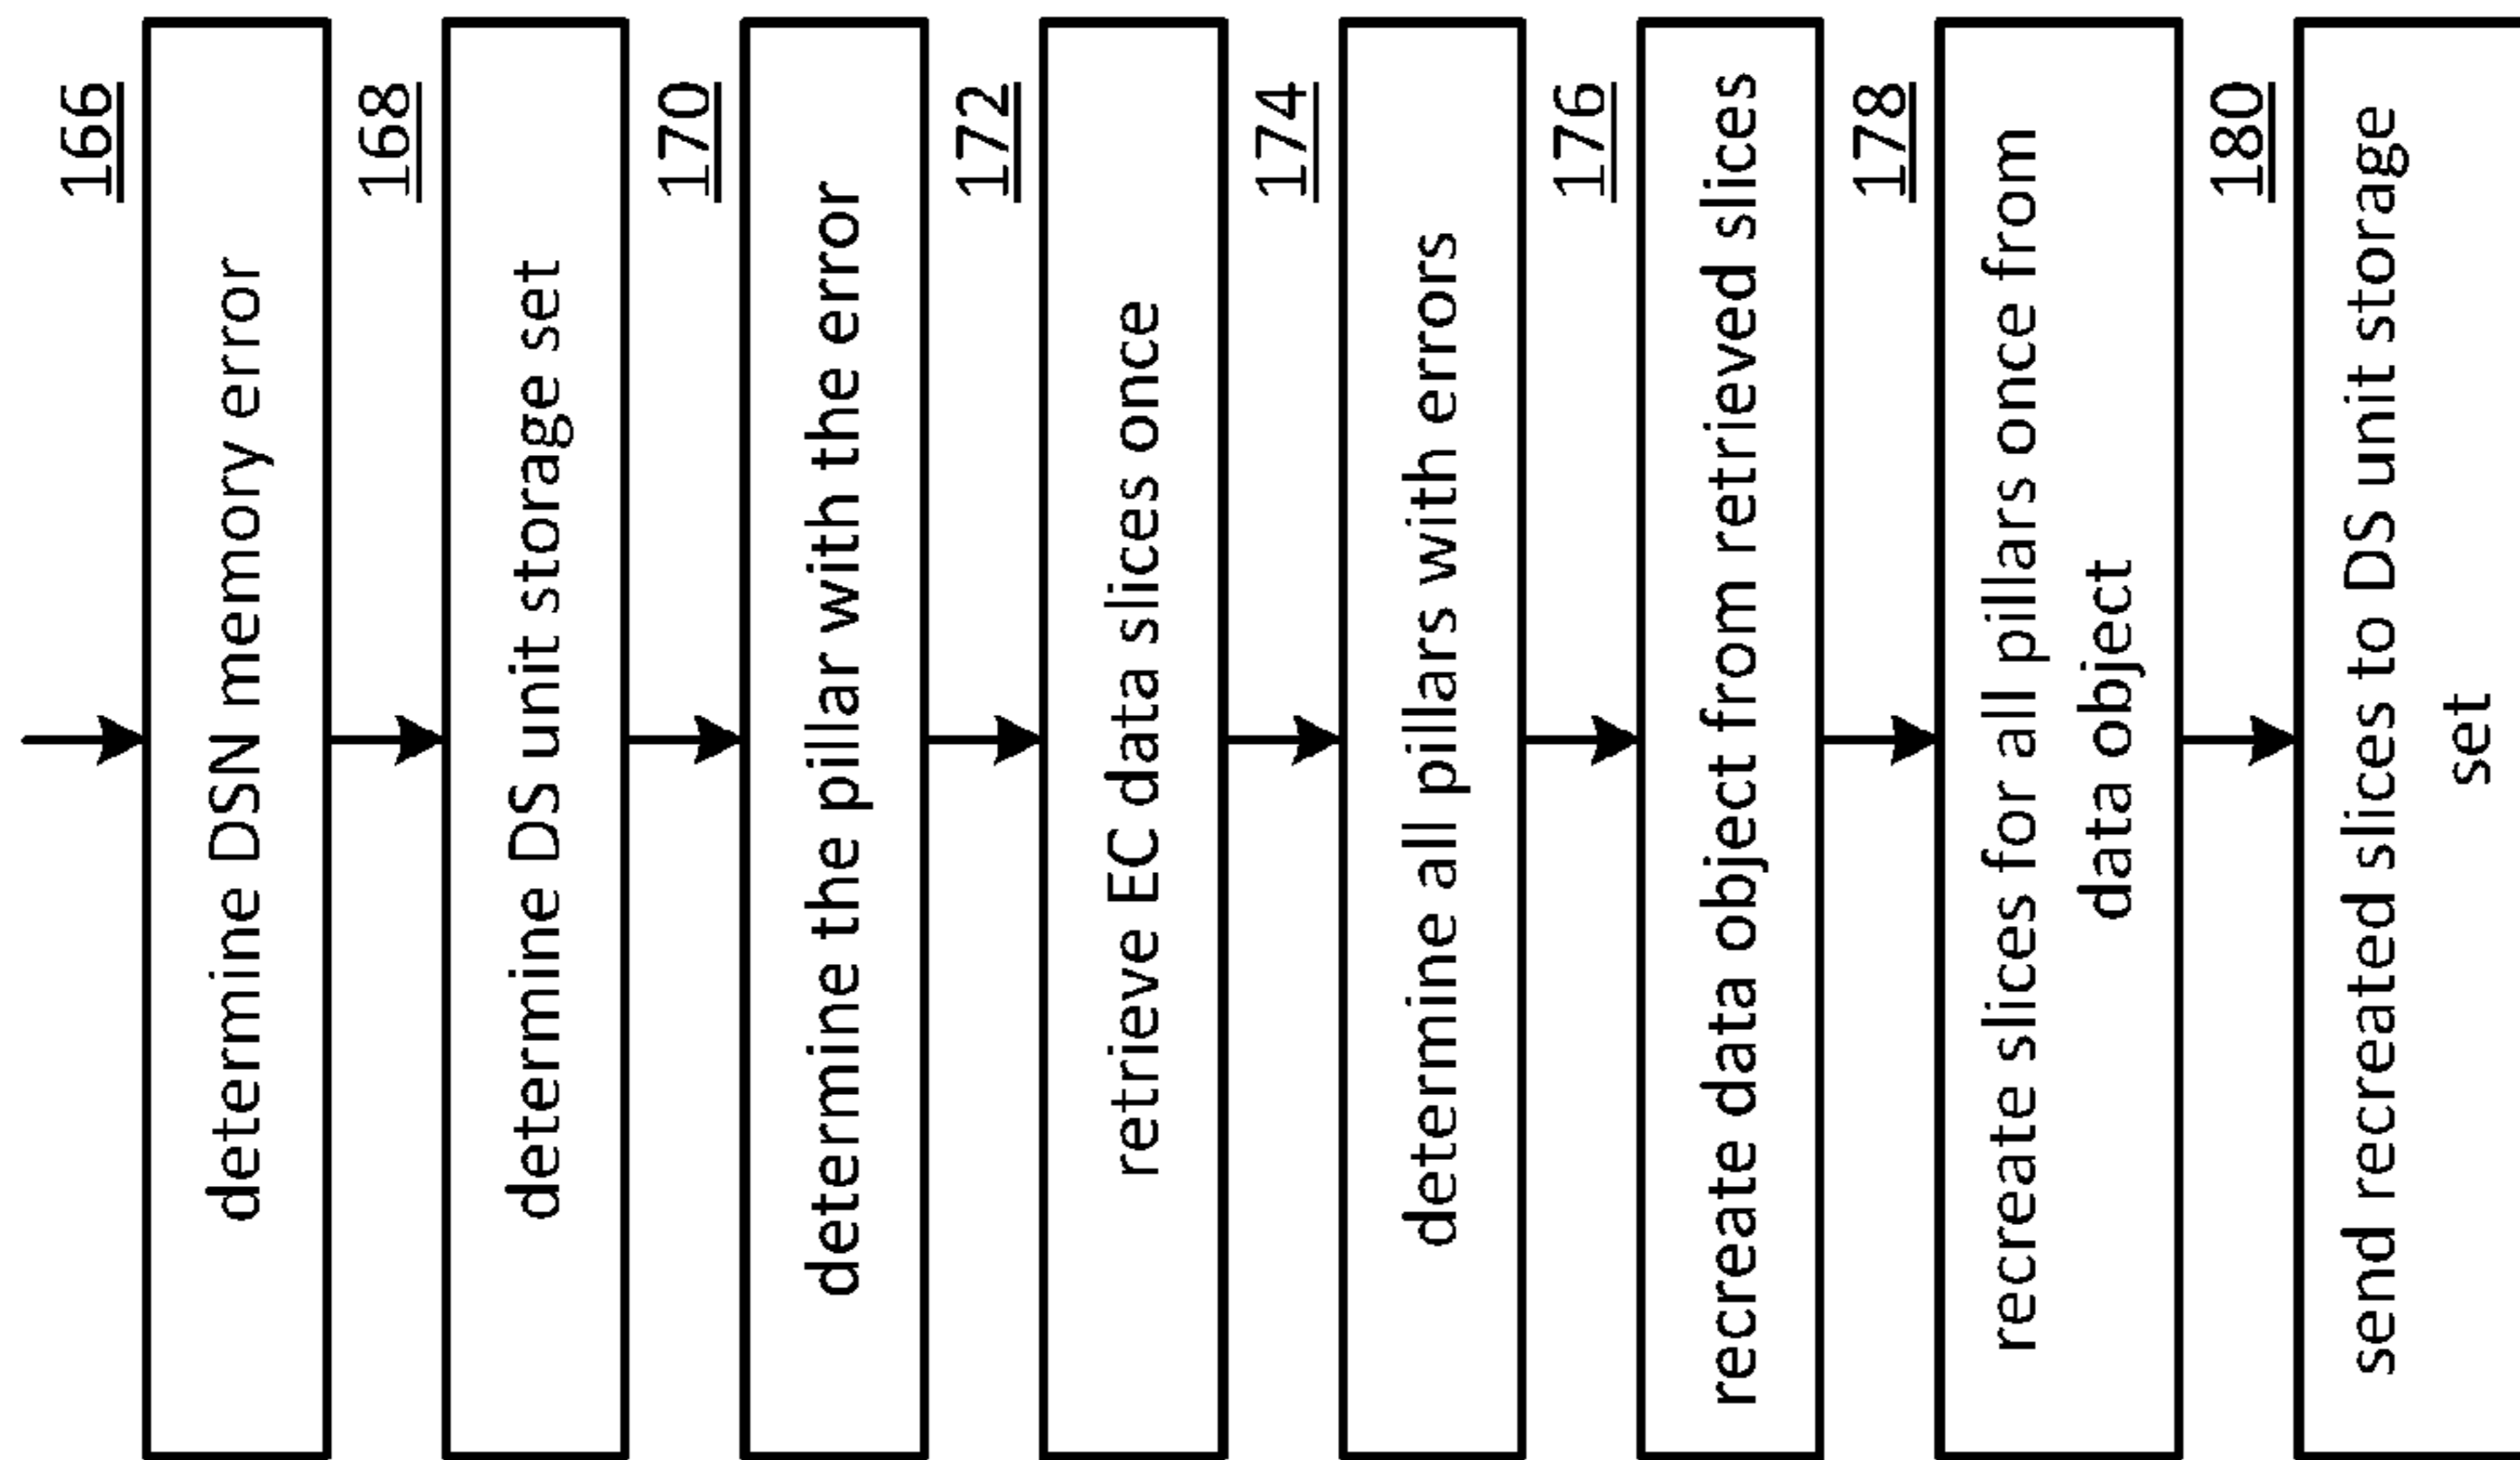 166
determine DSN memory error
168
determine DS unit storage set
170
determine the pillar with the error
172
retrieve EC data slices once
174
determine all pillars with errors
176
recreate data object from retrieved slices
178
recreate slices for all pillars once from
data object
180
send recreated slices to DS unit storage
set